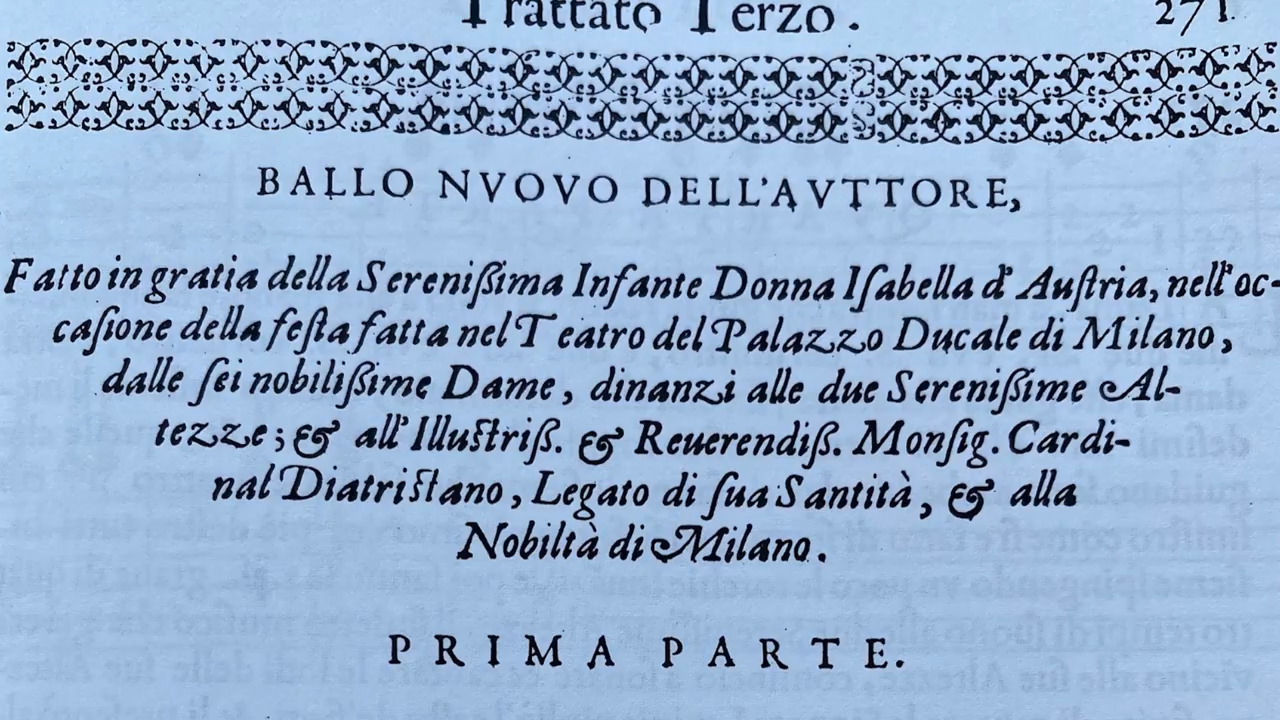 Trattato Terzo. 271.
BALLO NVOVO DELL'AVTTORE,
Fatto in gratia della Sereniſſima Infante Donna Iſabella d'Auſtria, nell'oc-
caſione della feſta fatta nel Teatro del Palazzo Ducale di Milano,
dalle ſei nobiliſſime Dame, dinanzi alle due Sereniſſime Al-
tezze; & all'Illuſtriſſ. & Reuerendiſſ. Monſig. Cardi-
nal Diatriſtano, Legato di ſua Santità, & alla
Nobiltà di Milano.
PRIMA PARTE.